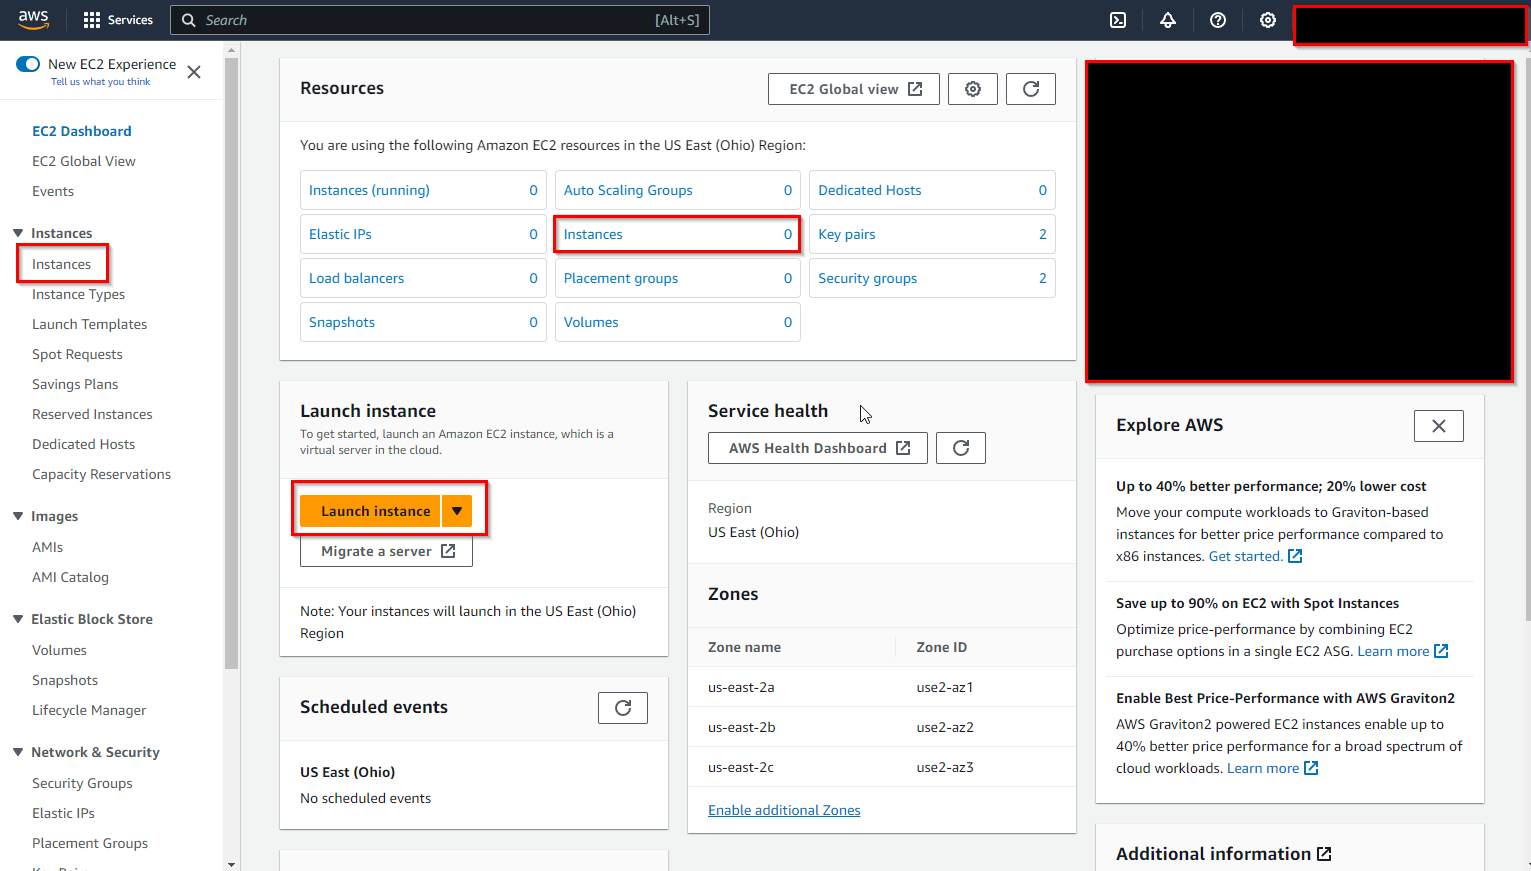 aws
Services
Search
[Alt+S]
New EC2 Experience
Tell us what you think
EC2 Dashboard
EC2 Global View
Events
Instances
Instances
Instance Types
Launch Templates
Spot Requests
Savings Plans
Reserved Instances
Dedicated Hosts
Capacity Reservations
Images
AMIs
AMI Catalog
Elastic Block Store
Volumes
Snapshots
Lifecycle Manager
Network & Security
Security Groups
Elastic IPs
Placement Groups
Resources
EC2 Global view
You are using the following Amazon EC2 resources in the US East (Ohio) Region:
Instances (running) 0
Auto Scaling Groups 0
Dedicated Hosts 0
Elastic IPs 0
Instances 0
Key pairs 2
Load balancers 0
Placement groups 0
Security groups 2
Snapshots 0
Volumes 0
Launch instance
To get started, launch an Amazon EC2 instance, which is a
virtual server in the cloud.
Launch instance
Migrate a server
Note: Your instances will launch in the US East (Ohio)
Region
Scheduled events
US East (Ohio)
No scheduled events
Service health
AWS Health Dashboard
Region
US East (Ohio)
Zones
Zone name Zone ID
us-east-2a use2-az1
us-east-2b use2-az2
us-east-2c use2-az3
Enable additional Zones
Explore AWS
Up to 40% better performance; 20% lower cost
Move your compute workloads to Graviton-based
instances for better price performance compared to
x86 instances. Get started.
Save up to 90% on EC2 with Spot Instances
Optimize price-performance by combining EC2
purchase options in a single EC2 ASG. Learn more
Enable Best Price-Performance with AWS Graviton2
AWS Graviton2 powered EC2 instances enable up to
40% better price performance for a broad spectrum of
cloud workloads. Learn more
Additional information